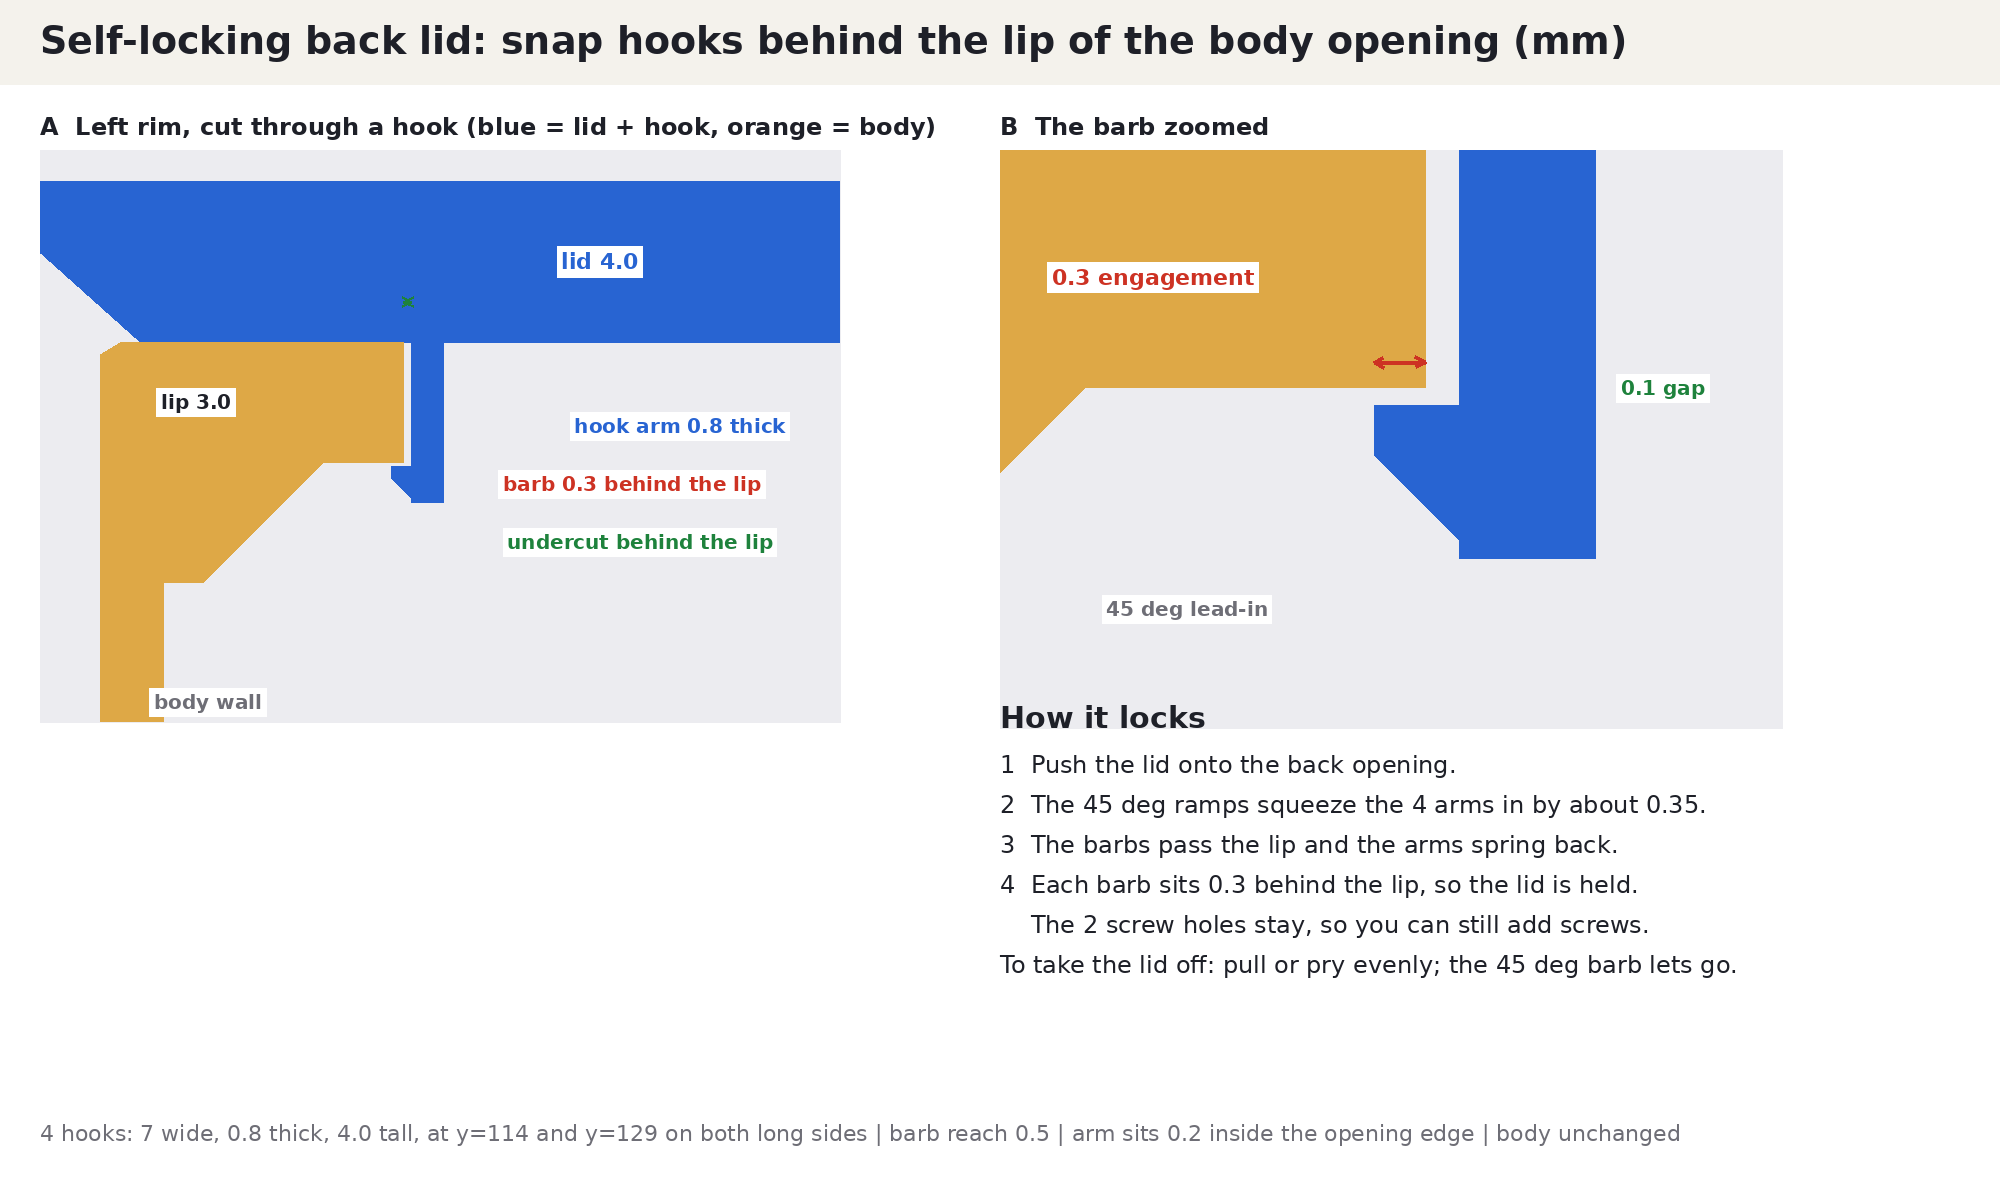 Self-locking back lid: snap hooks behind the lip of the body opening (mm)
A  Left rim, cut through a hook (blue = lid + hook, orange = body)
lid 4.0
lip 3.0
hook arm 0.8 thick
barb 0.3 behind the lip
undercut behind the lip
body wall
B  The barb zoomed
0.3 engagement
0.1 gap
45 deg lead-in
How it locks
1  Push the lid onto the back opening.
2  The 45 deg ramps squeeze the 4 arms in by about 0.35.
3  The barbs pass the lip and the arms spring back.
4  Each barb sits 0.3 behind the lip, so the lid is held.
The 2 screw holes stay, so you can still add screws.
To take the lid off: pull or pry evenly; the 45 deg barb lets go.
4 hooks: 7 wide, 0.8 thick, 4.0 tall, at y=114 and y=129 on both long sides | barb reach 0.5 | arm sits 0.2 inside the opening edge | body unchanged